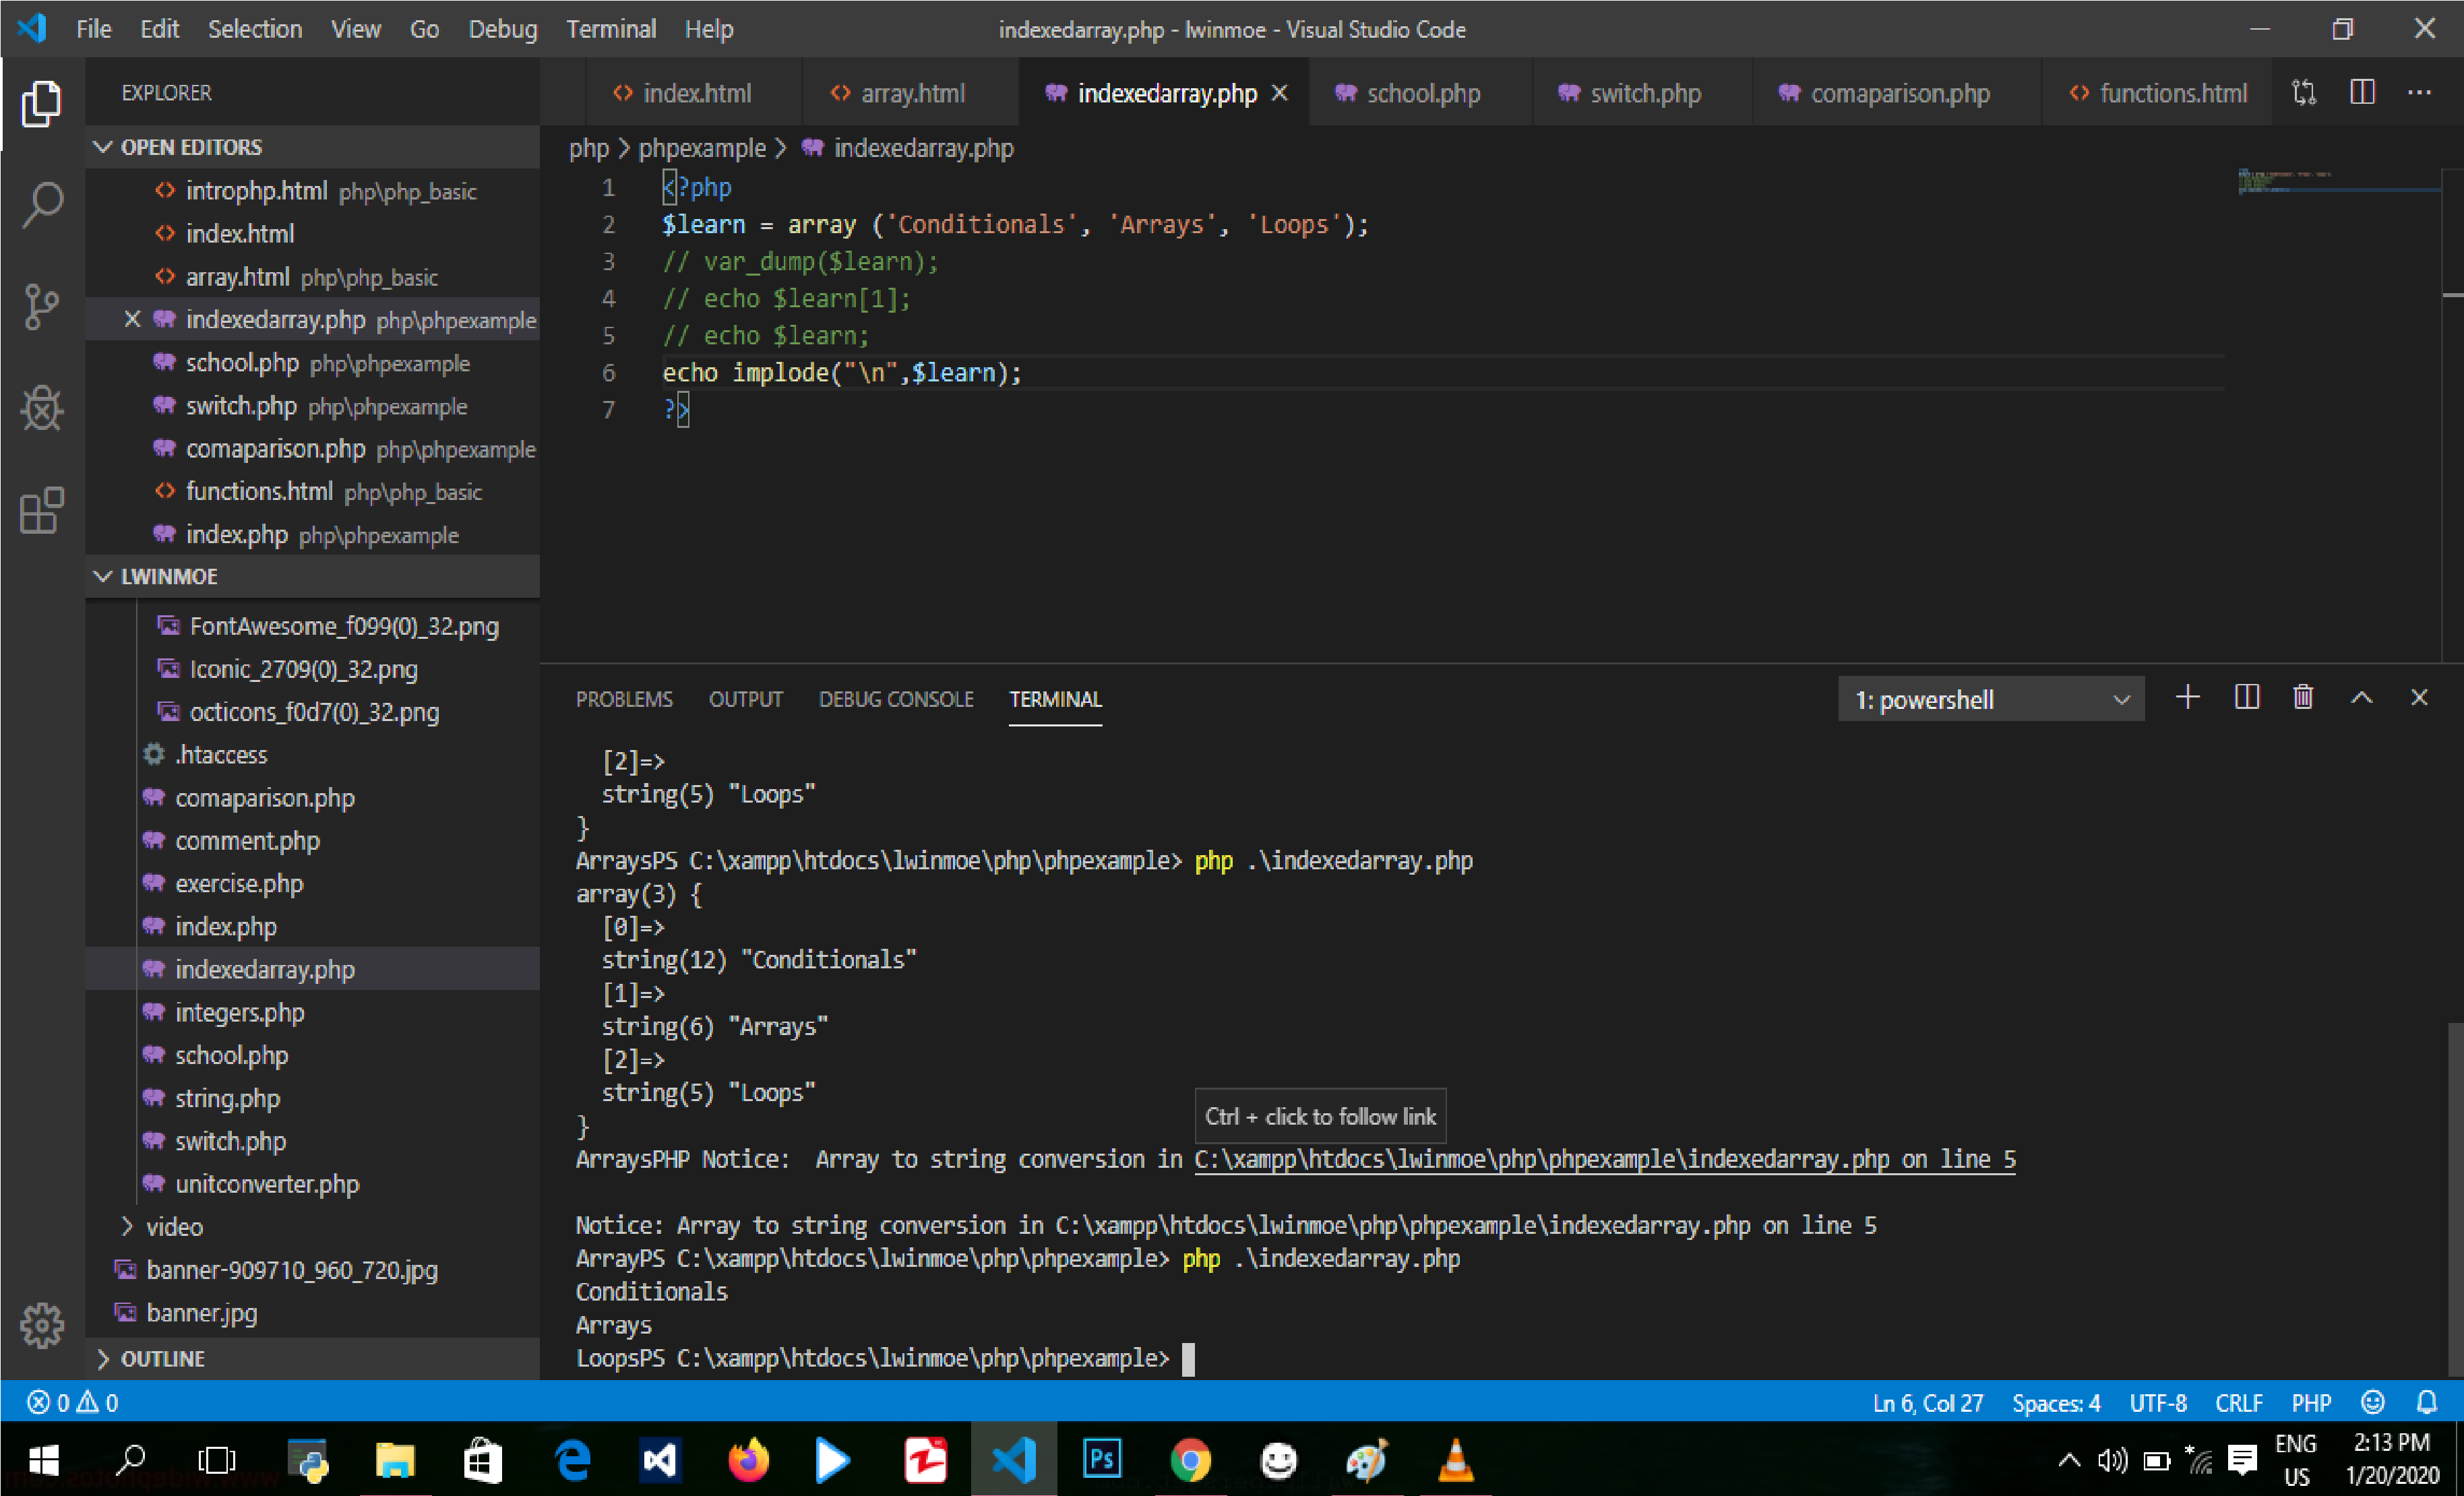 File Edit Selection View Go Debug Terminal Help indexedarray.php - lwinmoe - Visual Studio Code
EXPLORER
index.html array.html indexedarray.php school.php switch.php comaparison.php functions.html
OPEN EDITORS
introphp.html php\php_basic
index.html
array.html php\php_basic
indexedarray.php php\phpexample
school.php php\phpexample
switch.php php\phpexample
comaparison.php php\phpexample
functions.html php\php_basic
index.php php\phpexample
LWINMOE
FontAwesome_f099(0)_32.png
Iconic_2709(0)_32.png
octicons_f0d7(0)_32.png
.htaccess
comaparison.php
comment.php
exercise.php
index.php
indexedarray.php
integers.php
school.php
string.php
switch.php
unitconverter.php
video
banner-909710_960_720.jpg
banner.jpg
OUTLINE
php > phpexample > indexedarray.php
1 <?php
2 $learn = array ('Conditionals', 'Arrays', 'Loops');
3 // var_dump($learn);
4 // echo $learn[1];
5 // echo $learn;
6 echo implode("\n",$learn);
7 ?>
PROBLEMS OUTPUT DEBUG CONSOLE TERMINAL 1: powershell
[2]=>
string(5) "Loops"
}
ArraysPS C:\xampp\htdocs\lwinmoe\php\phpexample> php .\indexedarray.php
array(3) {
[0]=>
string(12) "Conditionals"
[1]=>
string(6) "Arrays"
[2]=>
string(5) "Loops"
}
Ctrl + click to follow link
ArraysPHP Notice:  Array to string conversion in C:\xampp\htdocs\lwinmoe\php\phpexample\indexedarray.php on line 5
Notice: Array to string conversion in C:\xampp\htdocs\lwinmoe\php\phpexample\indexedarray.php on line 5
ArrayPS C:\xampp\htdocs\lwinmoe\php\phpexample> php .\indexedarray.php
Conditionals
Arrays
LoopsPS C:\xampp\htdocs\lwinmoe\php\phpexample>
0 0 Ln 6, Col 27 Spaces: 4 UTF-8 CRLF PHP
Ps
ENG 2:13 PM
US 1/20/2020